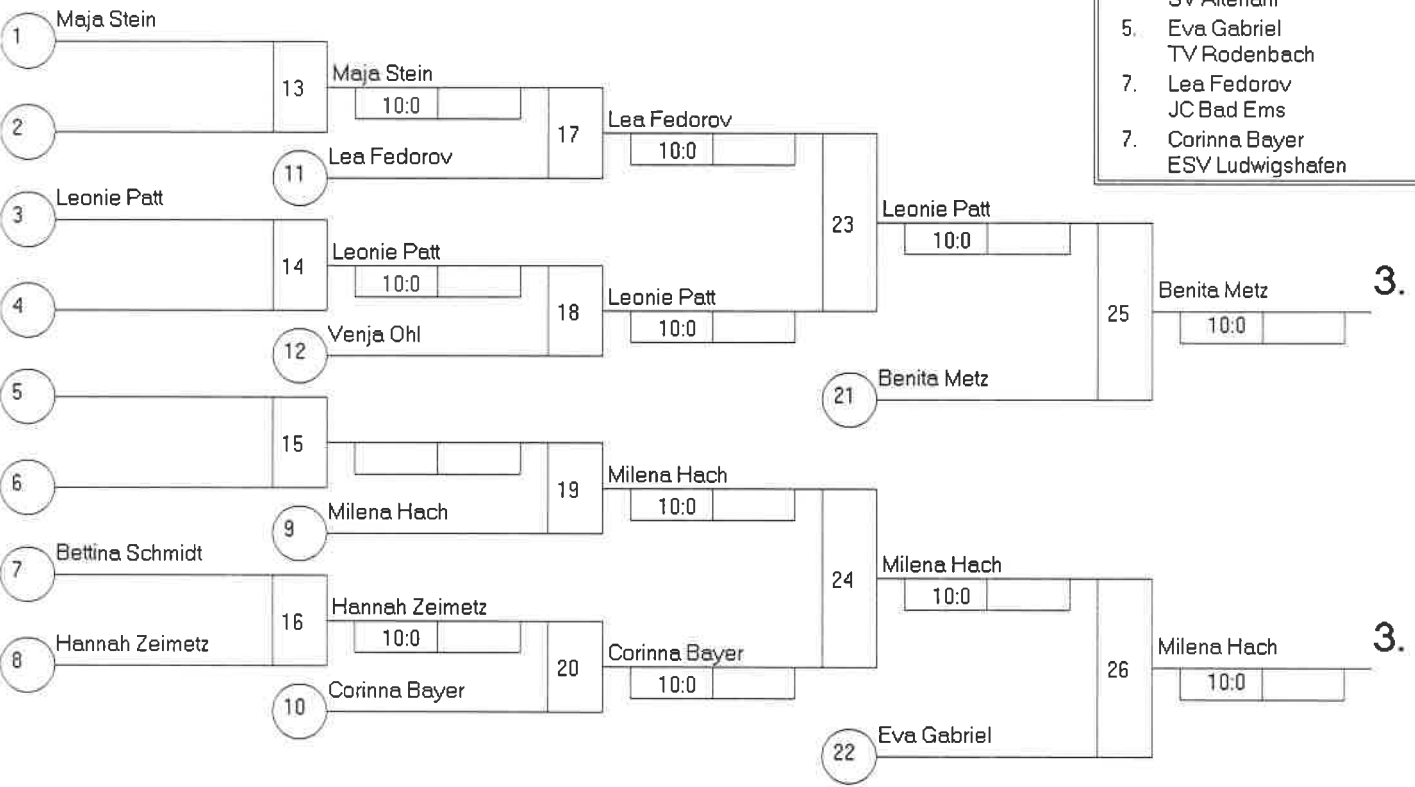 1
Maja Stein
13
Maja Stein
10:0
2
17
Lea Fedorov
10:0
11
Lea Fedorov
3
Leonie Patt
23
Leonie Patt
10:0
14
Leonie Patt
10:0
4
18
Leonie Patt
10:0
12
Venja Ohl
25
Benita Metz
10:0
3.
5
21
Benita Metz
15
6
19
Milena Hach
10:0
9
Milena Hach
7
Bettina Schmidt
24
Milena Hach
10:0
16
Hannah Zeimetz
10:0
8
Hannah Zeimetz
20
Corinna Bayer
10:0
10
Corinna Bayer
26
Milena Hach
10:0
3.
22
Eva Gabriel
5. Eva Gabriel
TV Rodenbach
7. Lea Fedorov
JC Bad Ems
7. Corinna Bayer
ESV Ludwigshafen